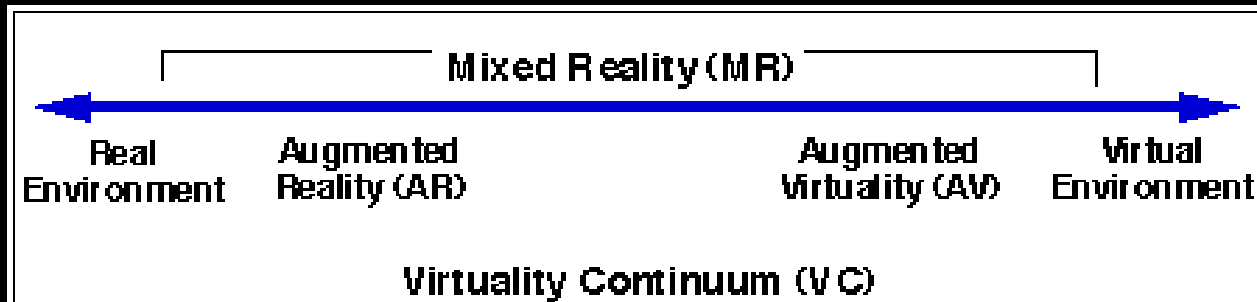 Mixed Reality (MR)
Real Environment
Augmented Reality (AR)
Augmented Virtuality (AV)
Virtual Environment
Virtuality Continuum (VC)